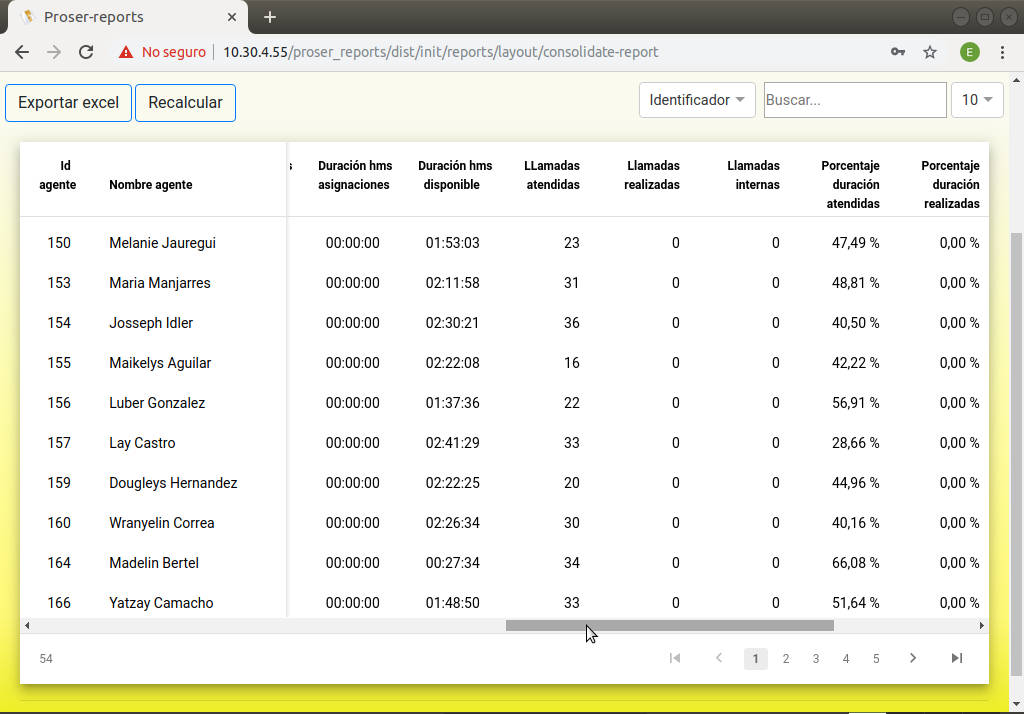 Proser-reports
No seguro 10.30.4.55/proser_reports/dist/init/reports/layout/consolidate-report E
Exportar excel Recalcular Identificador Buscar... 10
Id agente Nombre agente s Duración hms asignaciones Duración hms disponible LLamadas atendidas Llamadas realizadas Llamadas internas Porcentaje duración atendidas Porcentaje duración realizadas
150 Melanie Jauregui 00:00:00 01:53:03 23 0 0 47,49 % 0,00 %
153 Maria Manjarres 00:00:00 02:11:58 31 0 0 48,81 % 0,00 %
154 Josseph Idler 00:00:00 02:30:21 36 0 0 40,50 % 0,00 %
155 Maikelys Aguilar 00:00:00 02:22:08 16 0 0 42,22 % 0,00 %
156 Luber Gonzalez 00:00:00 01:37:36 22 0 0 56,91 % 0,00 %
157 Lay Castro 00:00:00 02:41:29 33 0 0 28,66 % 0,00 %
159 Dougleys Hernandez 00:00:00 02:22:25 20 0 0 44,96 % 0,00 %
160 Wranyelin Correa 00:00:00 02:26:34 30 0 0 40,16 % 0,00 %
164 Madelin Bertel 00:00:00 00:27:34 34 0 0 66,08 % 0,00 %
166 Yatzay Camacho 00:00:00 01:48:50 33 0 0 51,64 % 0,00 %
54 1 2 3 4 5